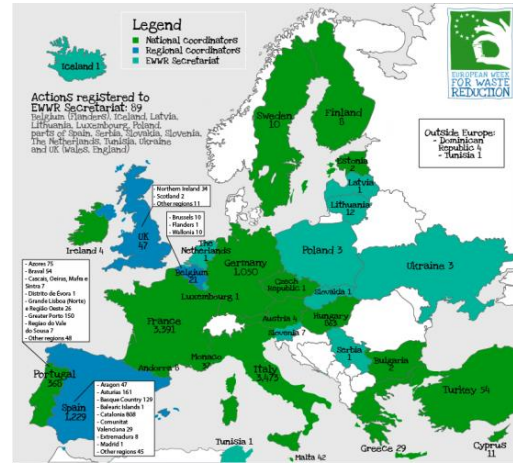 Legend
National Coordinators
Regional Coordinators
EWWR Secretariat
Iceland 1
Actions registered to
EWWR Secretariat: 89
Belgium (Flanders), Iceland, Latvia,
Lithuania, Luxembourg, Poland,
parts of Spain, Serbia, Slovakia, Slovenia,
The Netherlands, Tunisia, Ukraine
and UK (Wales, England)
EUROPEAN WEEK
FOR WASTE
REDUCTION
Outside Europe:
- Dominican
Republic 4
- Tunisia 1
Sweden
10
Finland
Estonia
2
Latvia
1
Lithuania
12
- Northern Ireland 34
- Scotland 2
- Other regions 11
UK
47
Ireland 4
- Brussels 10
- Flanders 1
- Wallonia 10
The
Netherlands
1
Belgium
21
Germany
1,050
Poland 3
Ukraine 3
Luxembourg 1
Czech
Republic 1
Slovakia 1
- Azores 75
- Braval 54
- Cascais, Oeiras, Mafra e
Sintra 7
- Distrito de Évora 1
- Grande Lisboa (Norte)
e Região Oeste 26
- Greater Porto 150
- Regiao do Vale
do Sousa 7
- Other regions 48
France
3,391
Austria 4
Hungary
Slovenia 7
Serbia
1
Bulgaria
Andorra 6
Monaco
37
Italy
3,473
Portugal
368
Spain
1,229
- Aragon 47
- Asturias 161
- Basque Country 129
- Balearic Islands 1
- Catalonia 808
- Comunitat
Valenciana 29
- Extremadura 8
- Madrid 1
- Other regions 45
Turkey 54
Tunisia 1
Malta 42
Greece 29
Cyprus
11